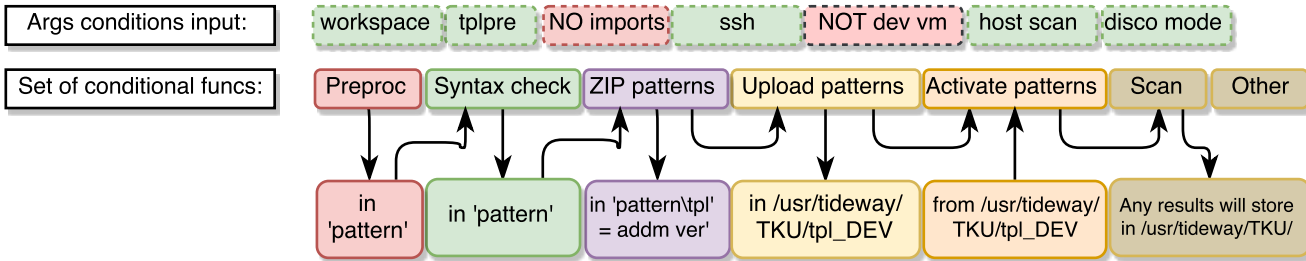 Args conditions input:
workspace
tplpre
NO imports
ssh
NOT dev vm
host scan
disco mode
Set of conditional funcs:
Preproc
Syntax check
ZIP patterns
Upload patterns
Activate patterns
Scan
Other
in
'pattern'
in 'pattern'
in 'pattern\tpl'
= addm ver'
in /usr/tideway/
TKU/tpl_DEV
from /usr/tideway/
TKU/tpl_DEV
Any results will store
in /usr/tideway/TKU/